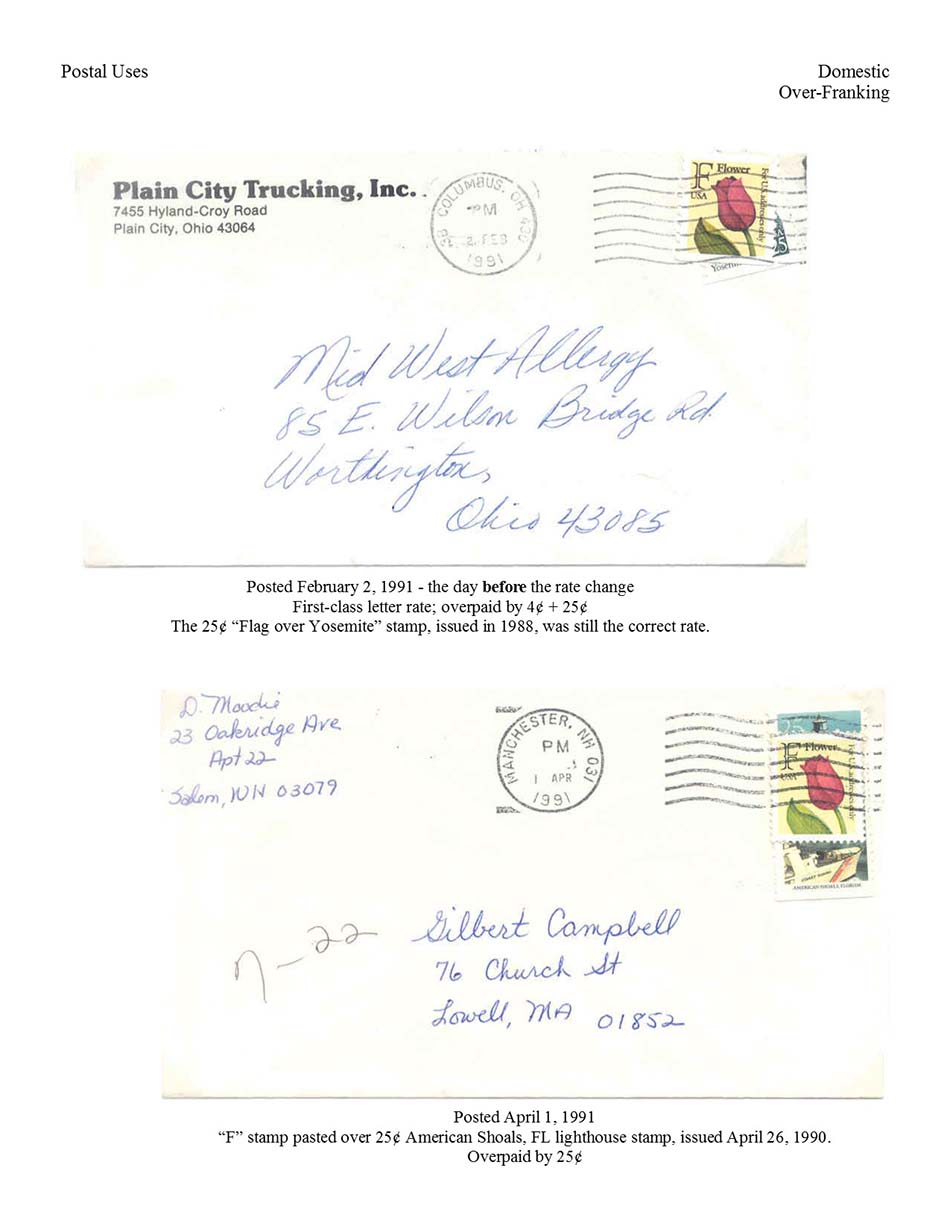 Postal Uses
Domestic
Over-Franking
Plain City Trucking, Inc.
7455 Hyland-Croy Road
Plain City, Ohio 43064
COLUMBUS, OH 430
PM
2 FEB
1991
F Flower
USA
For U.S. addresses only
Mid West Allergy
85 E. Wilson Bridge Rd.
Worthington,
Ohio 43085
Posted February 2, 1991 - the day before the rate change
First-class letter rate; overpaid by 4¢ + 25¢
The 25¢ “Flag over Yosemite” stamp, issued in 1988, was still the correct rate.
D. Moodie
23 Oakridge Ave
Apt 22
Salem, NH 03079
MANCHESTER, NH 031
PM
1 APR
1991
25
F Flower
USA
For U.S. addresses only
AMERICAN SHOALS, FLORIDA
n-22
Gilbert Campbell
76 Church St
Lowell, MA 01852
Posted April 1, 1991
“F” stamp pasted over 25¢ American Shoals, FL lighthouse stamp, issued April 26, 1990.
Overpaid by 25¢